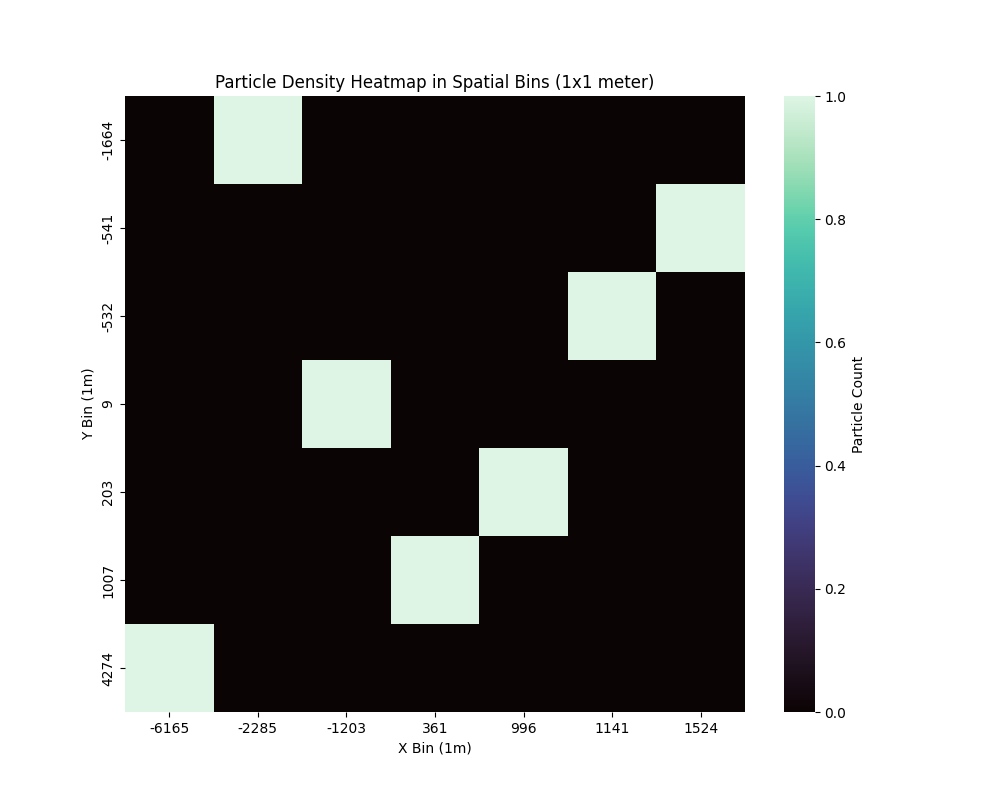 Particle Density Heatmap in Spatial Bins (1x1 meter)
Y Bin (1m)
-1664
-541
-532
9
203
1007
4274
-6165 -2285 -1203 361 996 1141 1524
X Bin (1m)
1.0
0.8
0.6
0.4
0.2
0.0
Particle Count